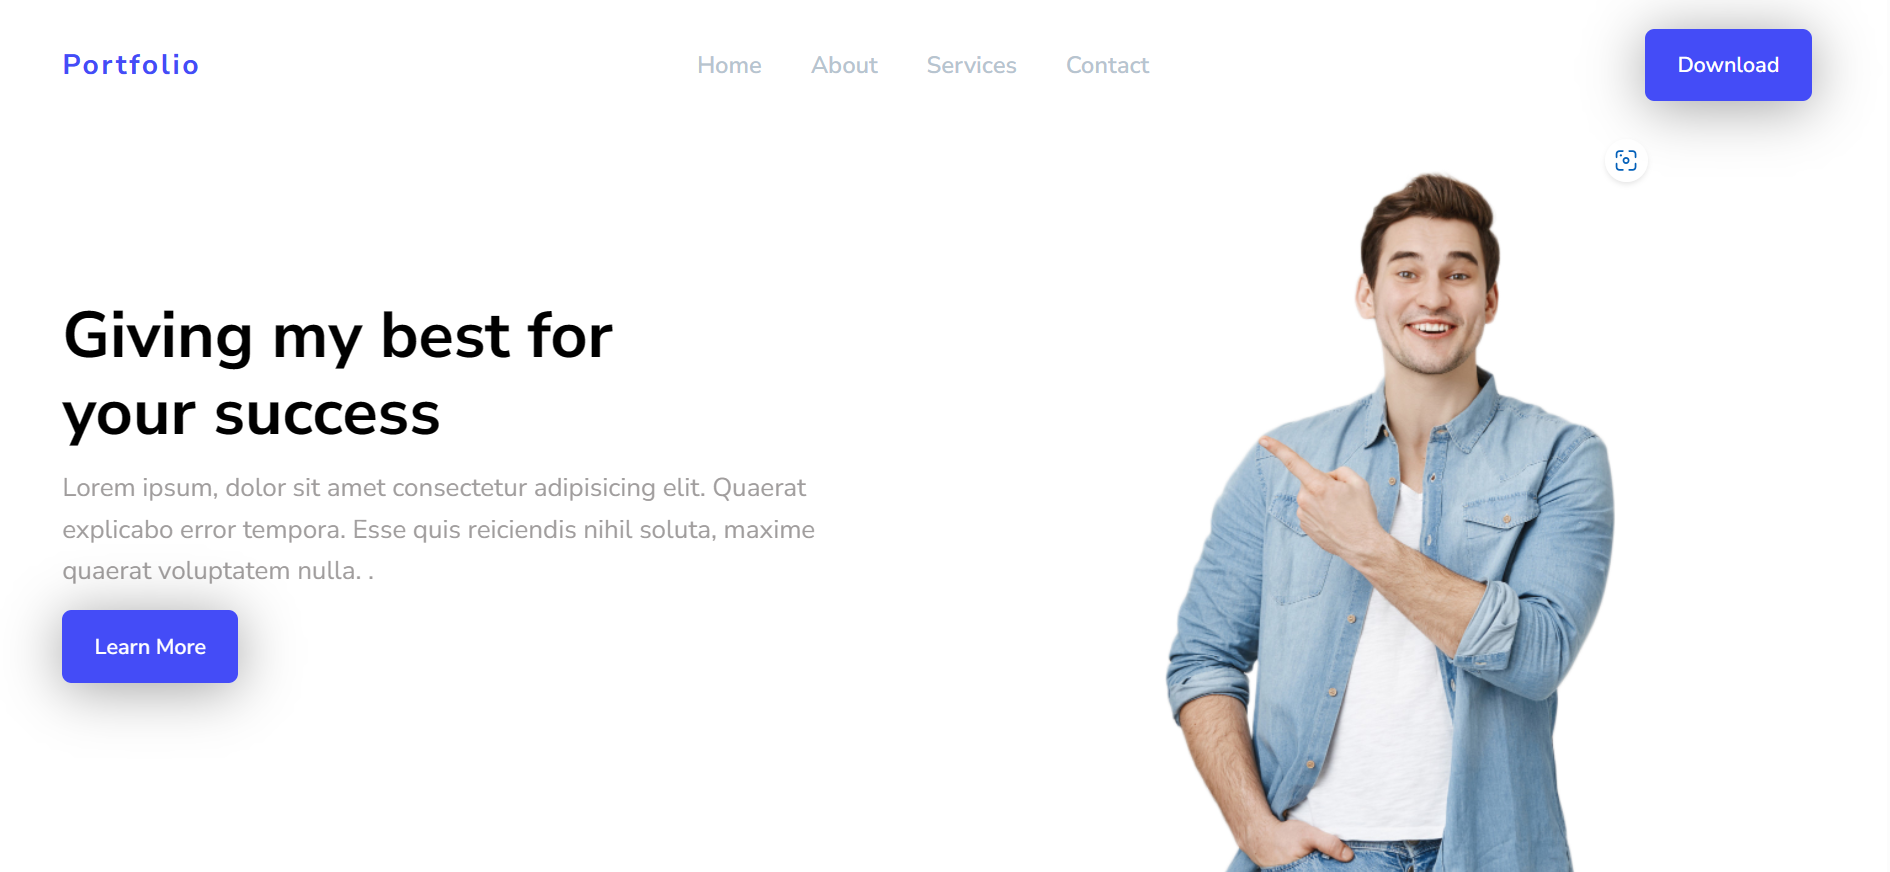 Portfolio
Home About Services Contact
Download
Giving my best for
your success
Lorem ipsum, dolor sit amet consectetur adipisicing elit. Quaerat
explicabo error tempora. Esse quis reiciendis nihil soluta, maxime
quaerat voluptatem nulla. .
Learn More